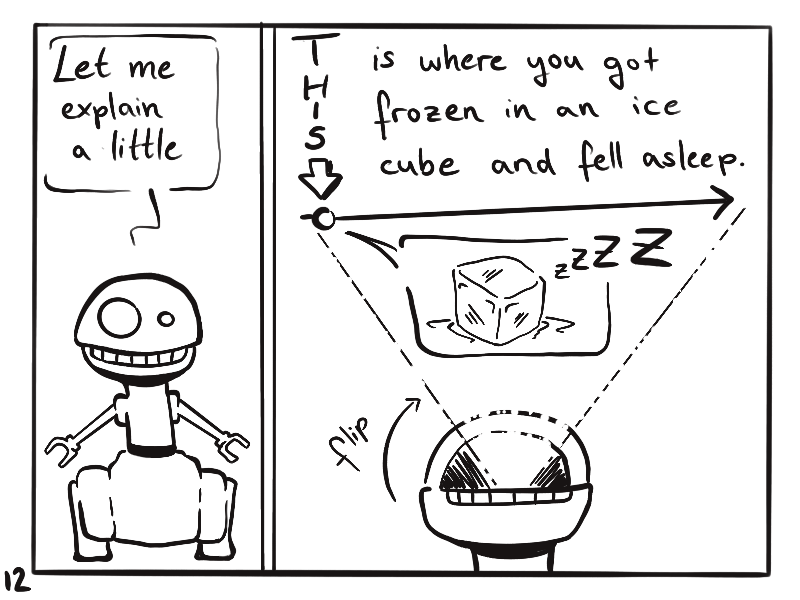 Let me
explain
a little
THIS
is where you got
frozen in an ice
cube and fell asleep.
zzZZ
flip
12